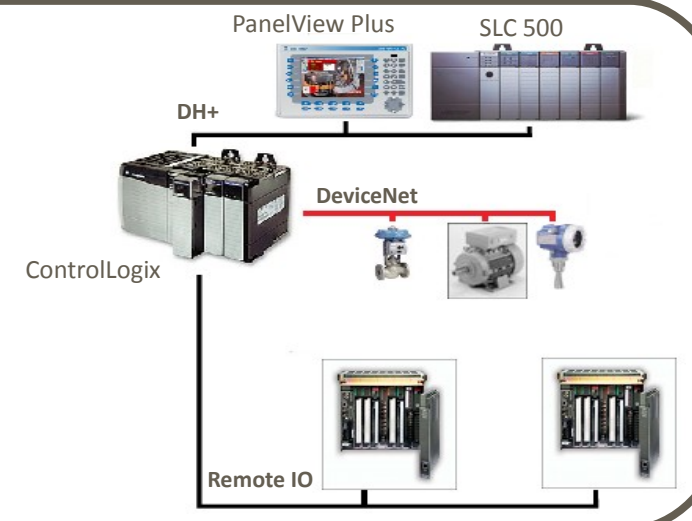 PanelView Plus
SLC 500
DH+
DeviceNet
ControlLogix
Remote IO